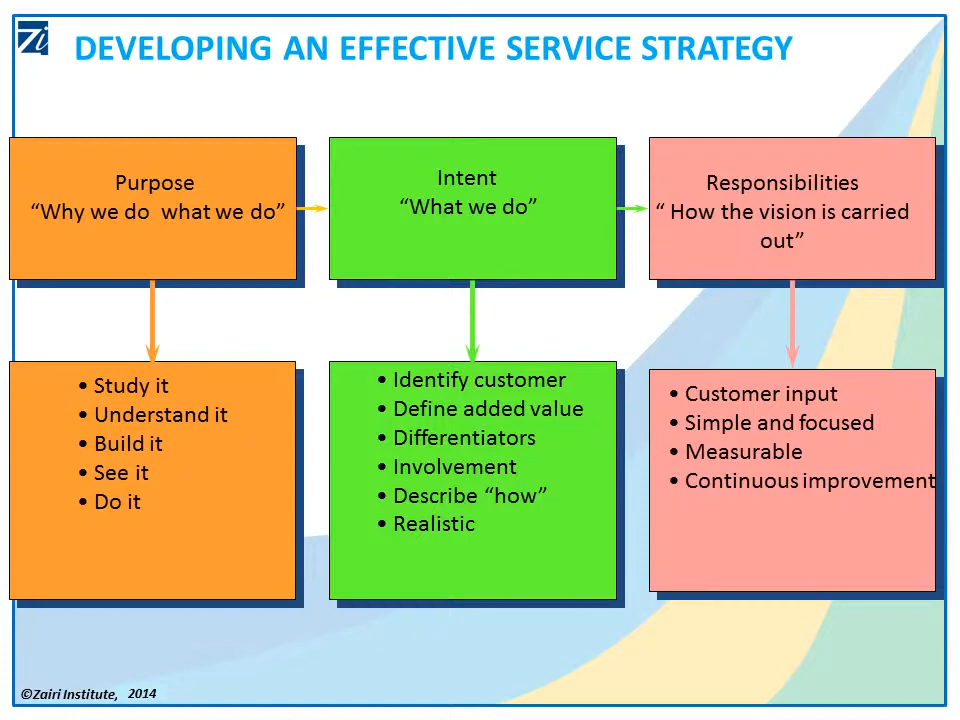 Zi
DEVELOPING AN EFFECTIVE SERVICE STRATEGY
Purpose
“Why we do  what we do”
Intent
“What we do”
Responsibilities
“ How the vision is carried
out”
• Study it
• Understand it
• Build it
• See it
• Do it
• Identify customer
• Define added value
• Differentiators
• Involvement
• Describe “how”
• Realistic
• Customer input
• Simple and focused
• Measurable
• Continuous improvement
©Zairi Institute, 2014